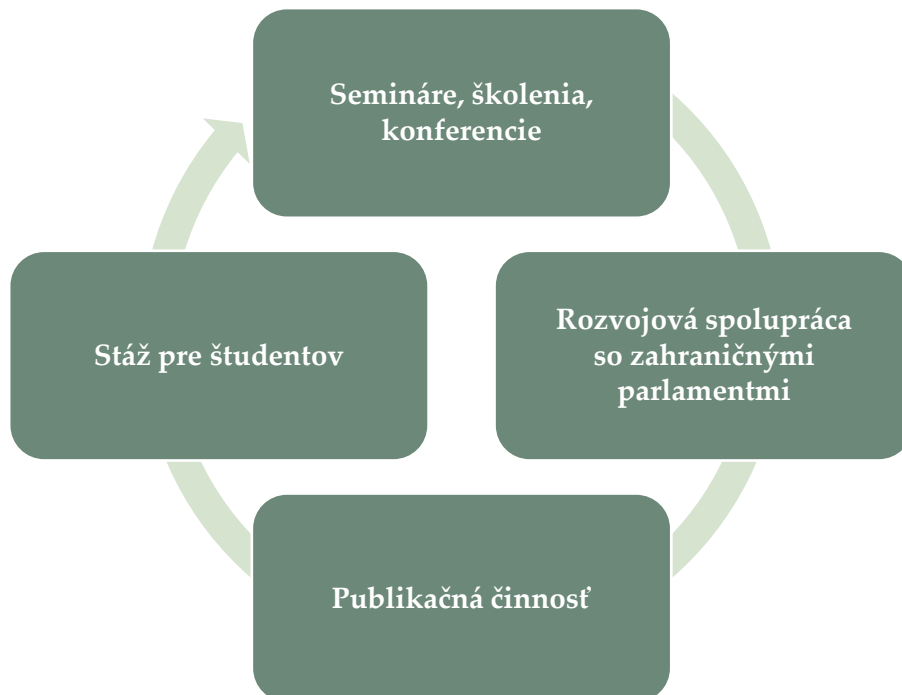 Semináre, školenia,
konferencie
Rozvojová spolupráca
so zahraničnými
parlamentmi
Publikačná činnosť
Stáž pre študentov